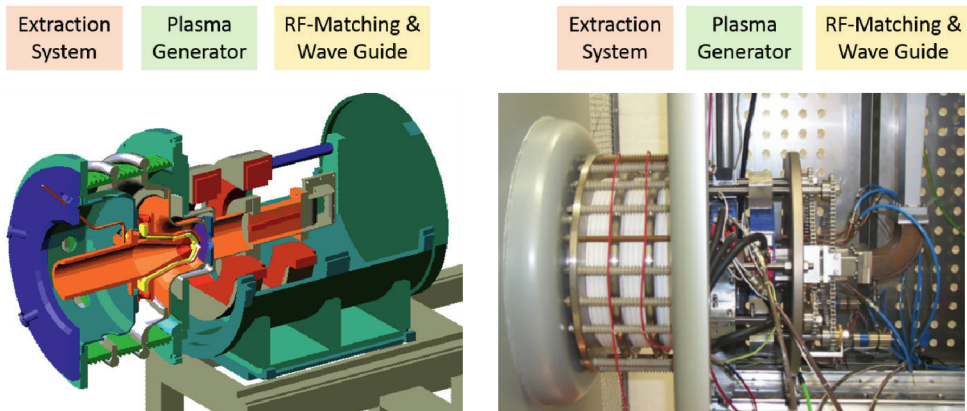 Extraction
System
Plasma
Generator
RF-Matching &
Wave Guide
Extraction
System
Plasma
Generator
RF-Matching &
Wave Guide